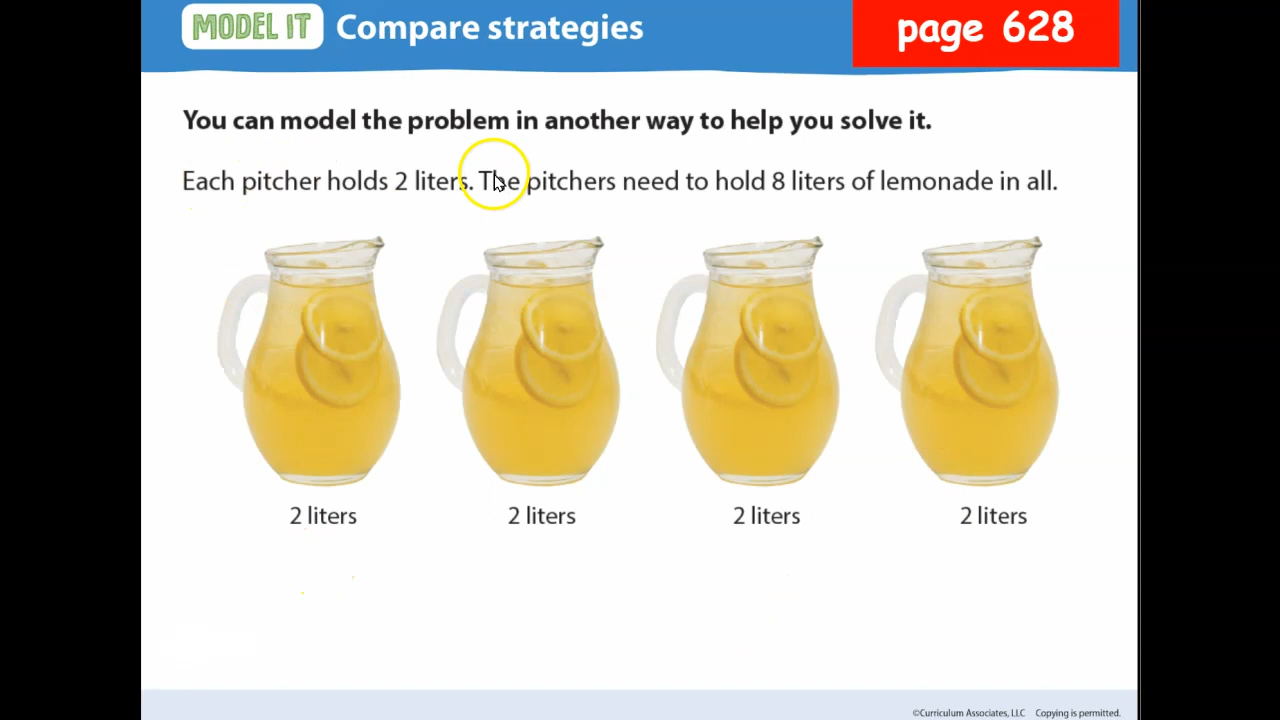 MODEL IT Compare strategies
page 628
You can model the problem in another way to help you solve it.
Each pitcher holds 2 liters. The pitchers need to hold 8 liters of lemonade in all.
2 liters 2 liters 2 liters 2 liters
©Curriculum Associates, LLC Copying is permitted.